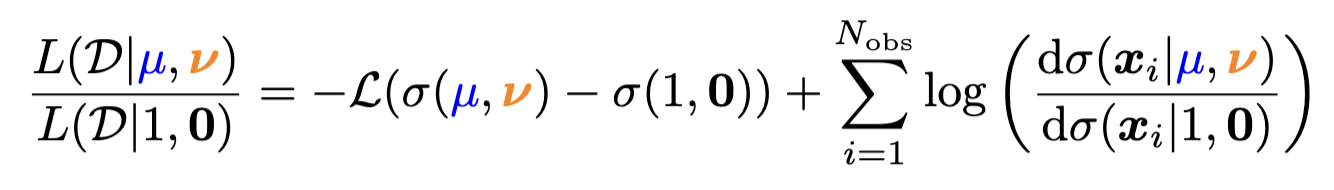 L(𝒟|μ, 𝝂) / L(𝒟|1, 𝟎) = −ℒ(σ(μ, 𝝂) − σ(1, 𝟎)) + ∑_{i=1}^{N_obs} log ( dσ(𝒙_i|μ, 𝝂) / dσ(𝒙_i|1, 𝟎) )